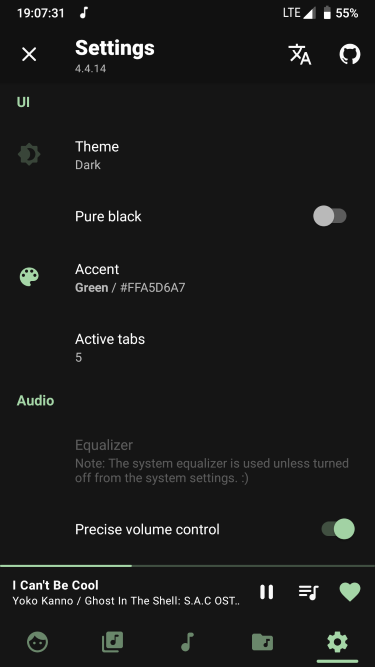 19:07:31
LTE
55%
Settings
4.4.14
UI
Theme
Dark
Pure black
Accent
Green / #FFA5D6A7
Active tabs
5
Audio
Equalizer
Note: The system equalizer is used unless turned
off from the system settings. :)
Precise volume control
I Can't Be Cool
Yoko Kanno / Ghost In The Shell: S.A.C OST..